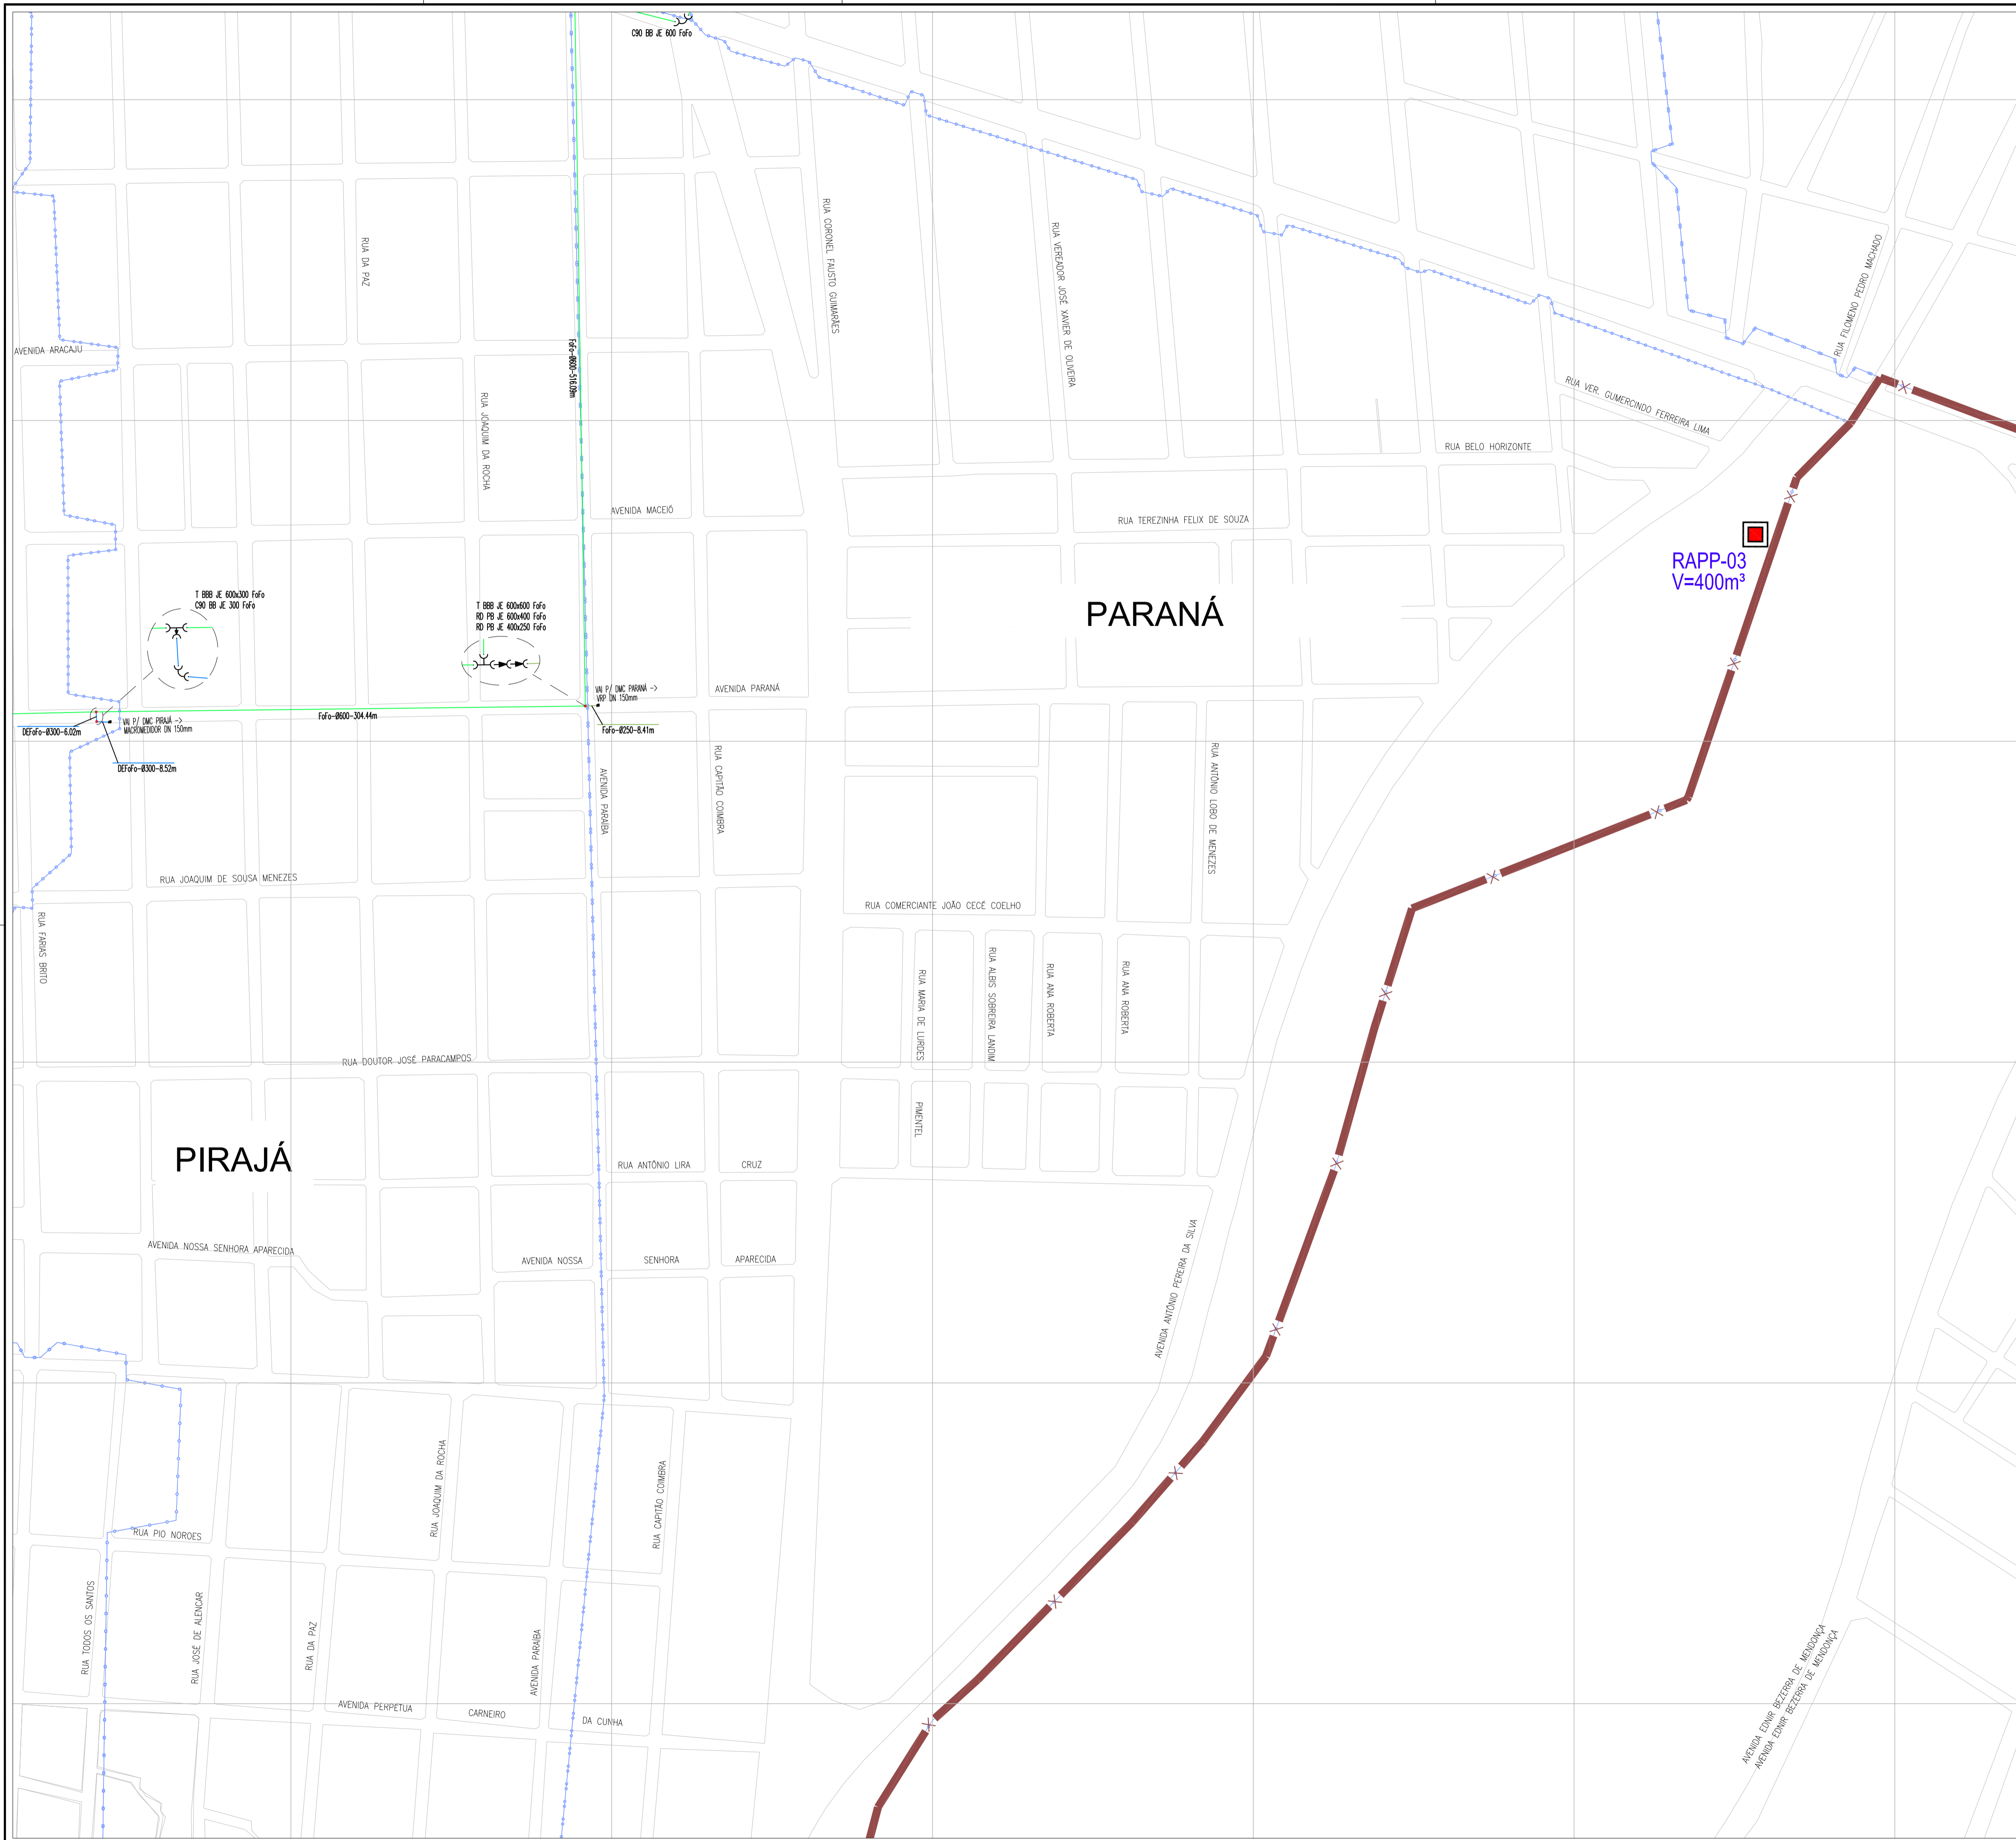 C90 BB JE 600 FoFo
RUA DA PAZ
RUA CORONEL FAUSTO GUIMARÃES
RUA VEREADOR JOSÉ XAVIER DE OLIVEIRA
RUA FILOMENO PEDRO MACHADO
AVENIDA ARACAJU
FoFo-Ø600-516.09m
RUA JOAQUIM DA ROCHA
RUA VER. GUMERCINDO FERREIRA LIMA
RUA BELO HORIZONTE
AVENIDA MACEIÓ
RUA TEREZINHA FELIX DE SOUZA
RAPP-03
V=400m³
T BBB JE 600x300 FoFo
C90 BB JE 300 FoFo
T BBB JE 600x600 FoFo
RD PB JE 600x400 FoFo
RD PB JE 400x250 FoFo
PARANÁ
VAI P/ DMC PARANÁ ->
VRP DN 150mm
AVENIDA PARANÁ
FoFo-Ø600-304.44m
VAI P/ DMC PIRAJÁ ->
MACROMEDIDOR DN 150mm
DEFoFo-Ø300-6.02m
FoFo-Ø250-8.41m
DEFoFo-Ø300-8.52m
AVENIDA PARAÍBA
RUA CAPITÃO COIMBRA
RUA ANTÔNIO LOBO DE MENEZES
RUA JOAQUIM DE SOUSA MENEZES
RUA COMERCIANTE JOÃO CECÉ COELHO
RUA FARIAS BRITO
RUA MARIA DE LURDES
RUA ALBIS SOBREIRA LANDIM
RUA ANA ROBERTA
RUA ANA ROBERTA
RUA DOUTOR JOSÉ PARACAMPOS
PIMENTEL
PIRAJÁ
RUA ANTÔNIO LIRA
CRUZ
AVENIDA NOSSA SENHORA APARECIDA
AVENIDA NOSSA
SENHORA
APARECIDA
AVENIDA ANTÔNIO PEREIRA DA SILVA
RUA JOAQUIM DA ROCHA
RUA CAPITÃO COIMBRA
RUA PIO NOROES
RUA TODOS OS SANTOS
RUA JOSÉ DE ALENCAR
RUA DA PAZ
AVENIDA PARAÍBA
AVENIDA PERPÉTUA
CARNEIRO
DA CUNHA
AVENIDA EDNIR BEZERRA DE MENDONÇA
AVENIDA EDNIR BEZERRA DE MENDONÇA